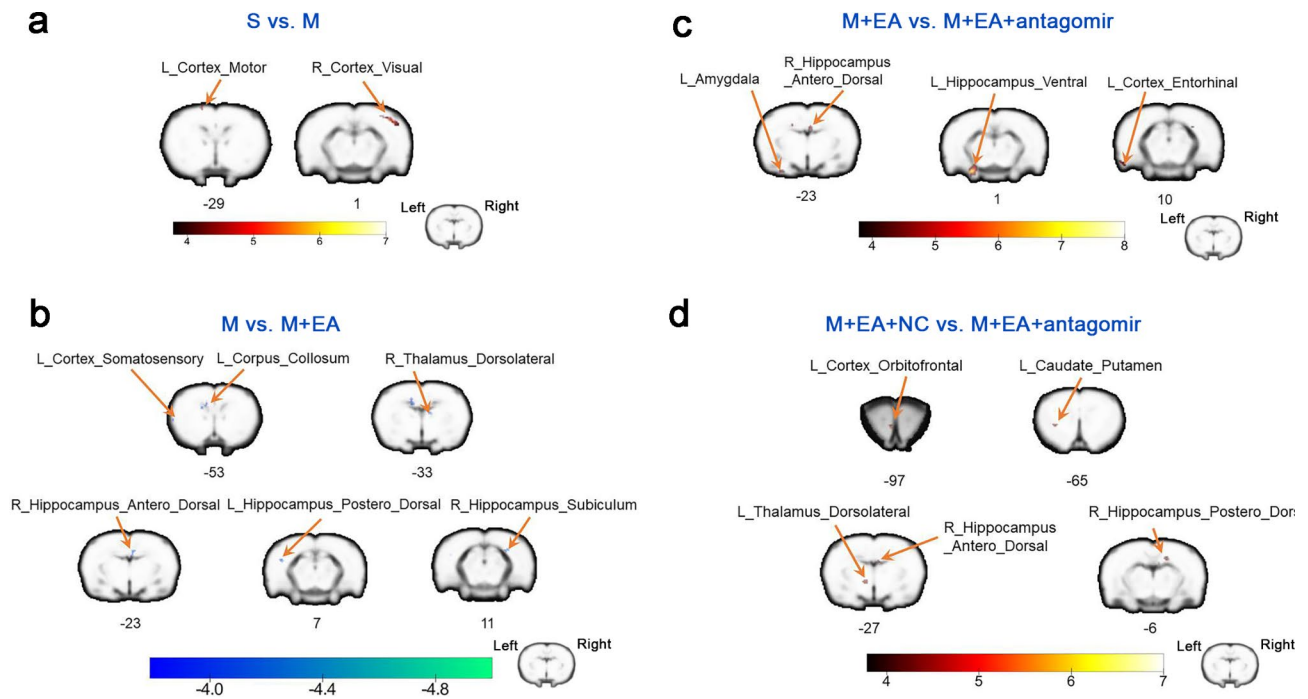 a
S vs. M
L_Cortex_Motor
R_Cortex_Visual
-29
1
4 5 6 7
Left
Right
b
M vs. M+EA
L_Cortex_Somatosensory
L_Corpus_Collosum
R_Thalamus_Dorsolateral
-53
-33
R_Hippocampus_Antero_Dorsal
L_Hippocampus_Postero_Dorsal
R_Hippocampus_Subiculum
-23
7
11
-4.0 -4.4 -4.8
Left
Right
c
M+EA vs. M+EA+antagomir
L_Amygdala
R_Hippocampus
_Antero_Dorsal
L_Hippocampus_Ventral
L_Cortex_Entorhinal
-23
1
10
4 5 6 7 8
Left
Right
d
M+EA+NC vs. M+EA+antagomir
L_Cortex_Orbitofrontal
L_Caudate_Putamen
-97
-65
L_Thalamus_Dorsolateral
R_Hippocampus
_Antero_Dorsal
R_Hippocampus_Postero_Dors
-27
-6
4 5 6 7
Left
Right